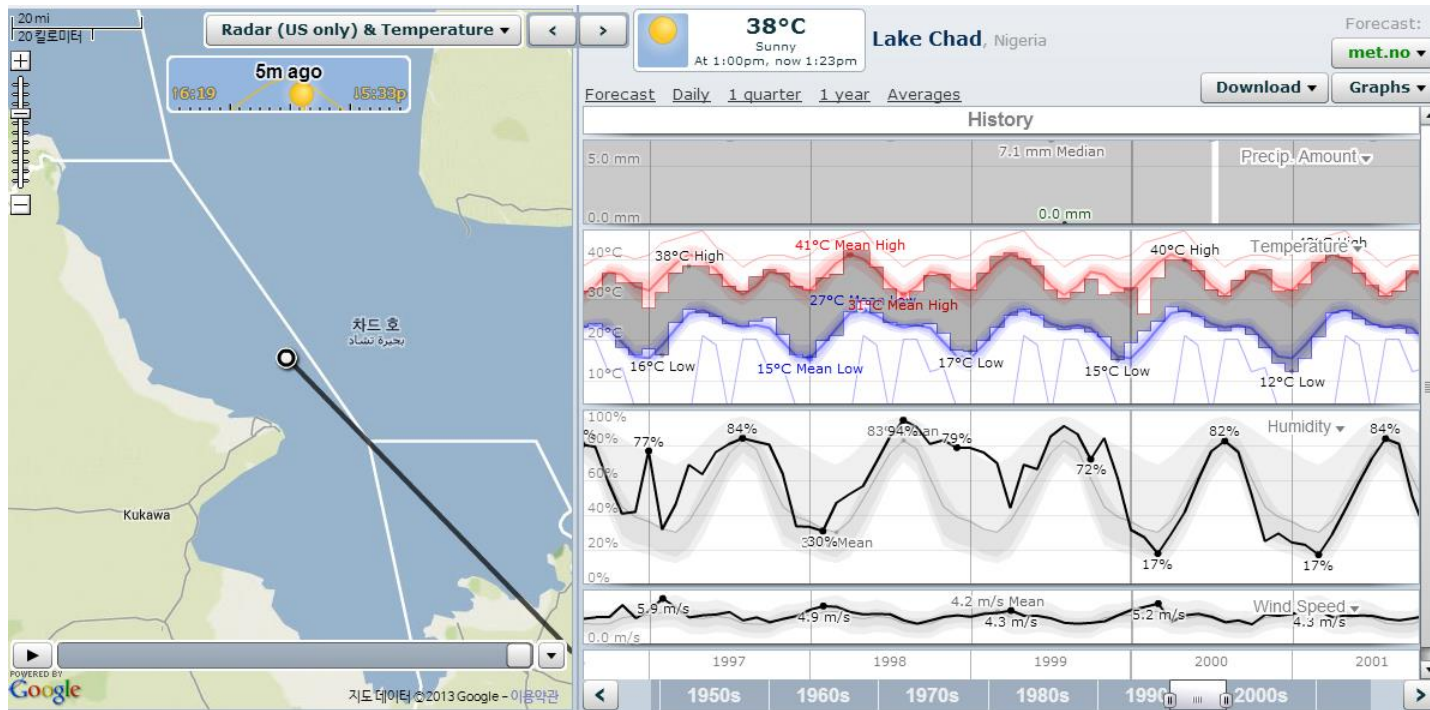 20 mi
20 킬로미터
Radar (US only) & Temperature
5m ago
차드 호
بحيرة تشاد
Kukawa
POWERED BY
Google
지도 데이터 ©2013 Google - 이용약관
38°C
Sunny
At 1:00pm, now 1:23pm
Lake Chad, Nigeria
Forecast:
met.no
Download
Graphs
Forecast Daily 1 quarter 1 year Averages
History
5.0 mm
7.1 mm Median
Precip. Amount
0.0 mm
0.0 mm
40°C
38°C High
41°C Mean High
40°C High
Temperature
30°C
27°C Mean Low
31°C Mean High
20°C
16°C Low
15°C Mean Low
17°C Low
15°C Low
12°C Low
10°C
100%
80%
77%
84%
94%
79%
72%
82%
Humidity
84%
60%
40%
20%
30%
Mean
17%
17%
0%
5.9 m/s
4.9 m/s
4.2 m/s Mean
4.3 m/s
5.2 m/s
Wind Speed
4.3 m/s
0.0 m/s
1997 1998 1999 2000 2001
1950s 1960s 1970s 1980s 1990 2000s